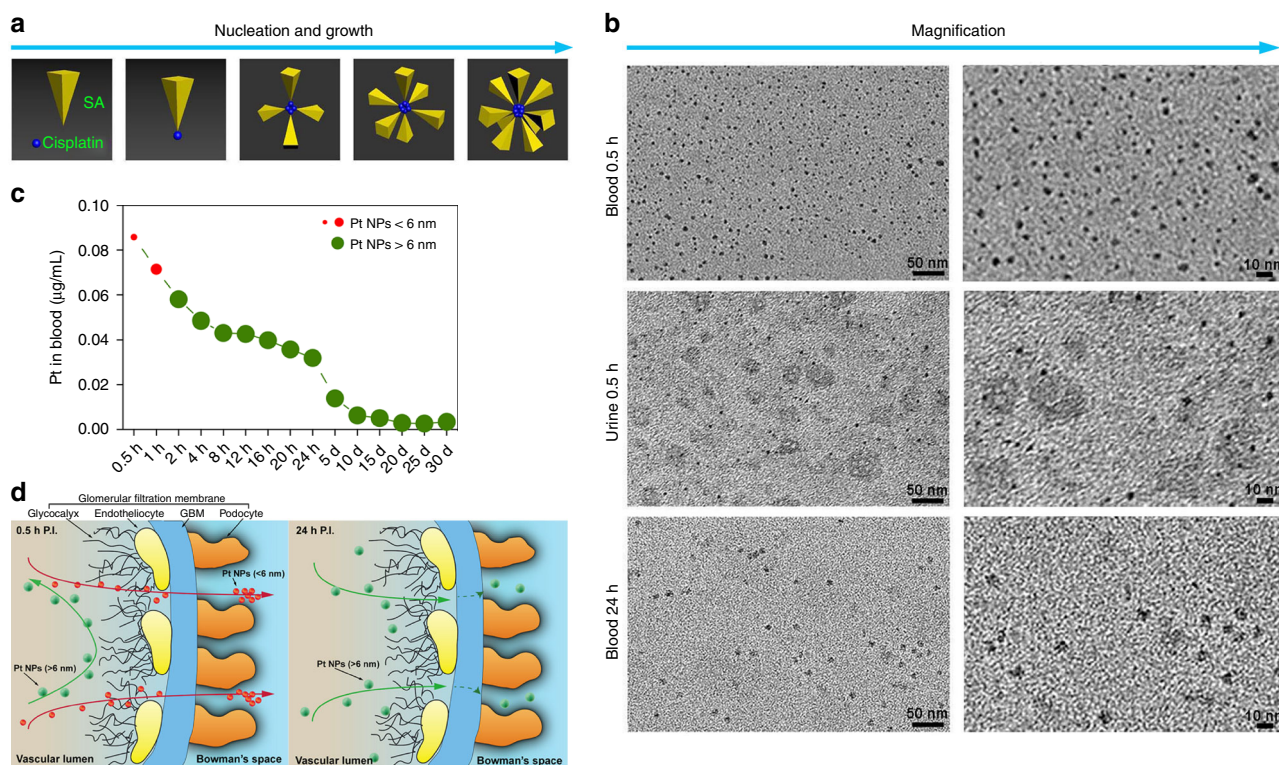 a
Nucleation and growth
SA
Cisplatin
b
Magnification
Blood 0.5 h
50 nm
10 nm
Urine 0.5 h
50 nm
10 nm
Blood 24 h
50 nm
10 nm
c
Pt in blood (µg/mL)
0.10
0.08
0.06
0.04
0.02
0.00
Pt NPs < 6 nm
Pt NPs > 6 nm
0.5 h
1 h
2 h
4 h
8 h
12 h
16 h
20 h
24 h
5 d
10 d
15 d
20 d
25 d
30 d
d
Glomerular filtration membrane
Glycocalyx Endotheliocyte GBM Podocyte
0.5 h P.I.
Pt NPs (<6 nm)
Pt NPs (>6 nm)
Vascular lumen Bowman's space
24 h P.I.
Pt NPs (>6 nm)
Vascular lumen Bowman's space